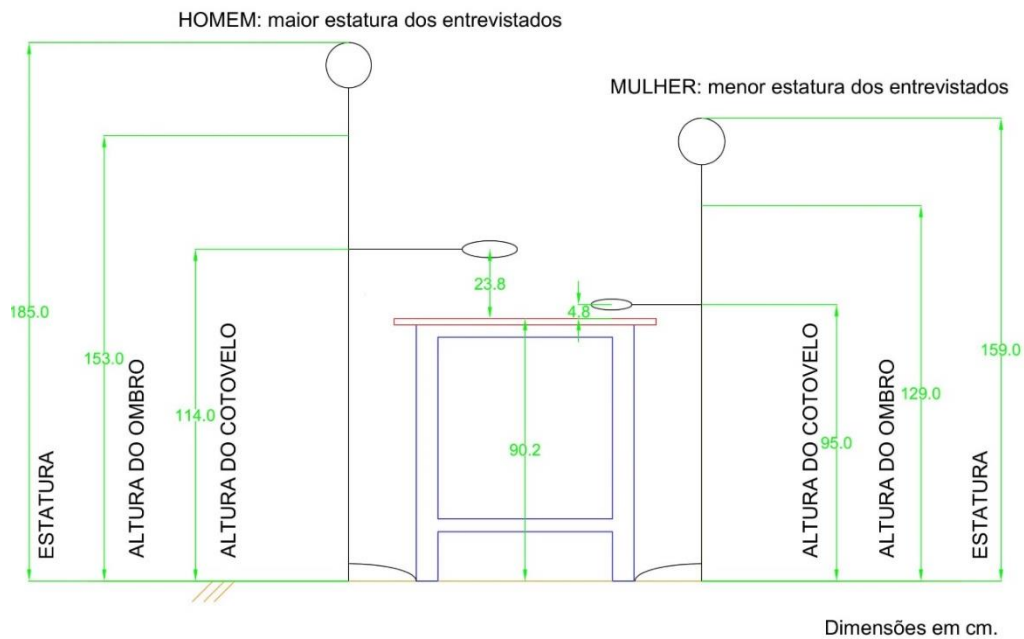 HOMEM: maior estatura dos entrevistados
MULHER: menor estatura dos entrevistados
185.0
ESTATURA
153.0
ALTURA DO OMBRO
114.0
ALTURA DO COTOVELO
23.8
4.8
90.2
ALTURA DO COTOVELO
95.0
ALTURA DO OMBRO
129.0
ESTATURA
159.0
Dimensões em cm.